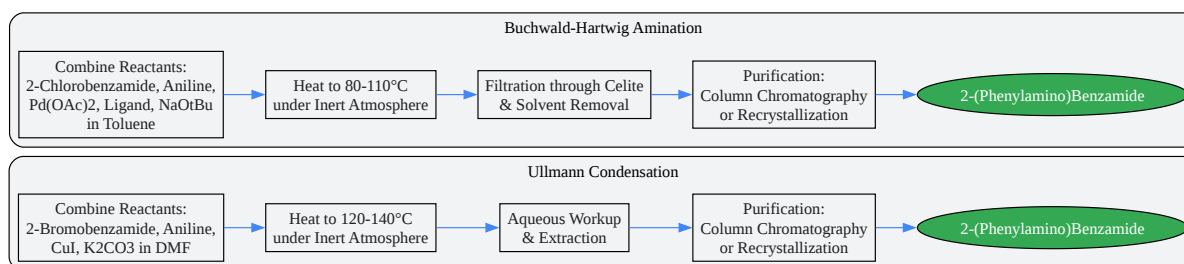 Buchwald-Hartwig Amination
Combine Reactants:
2-Chlorobenzamide, Aniline,
Pd(OAc)2, Ligand, NaOtBu
in Toluene
Heat to 80-110°C
under Inert Atmosphere
Filtration through Celite
& Solvent Removal
Purification:
Column Chromatography
or Recrystallization
2-(Phenylamino)Benzamide
Ullmann Condensation
Combine Reactants:
2-Bromobenzamide, Aniline,
CuI, K2CO3 in DMF
Heat to 120-140°C
under Inert Atmosphere
Aqueous Workup
& Extraction
Purification:
Column Chromatography
or Recrystallization
2-(Phenylamino)Benzamide